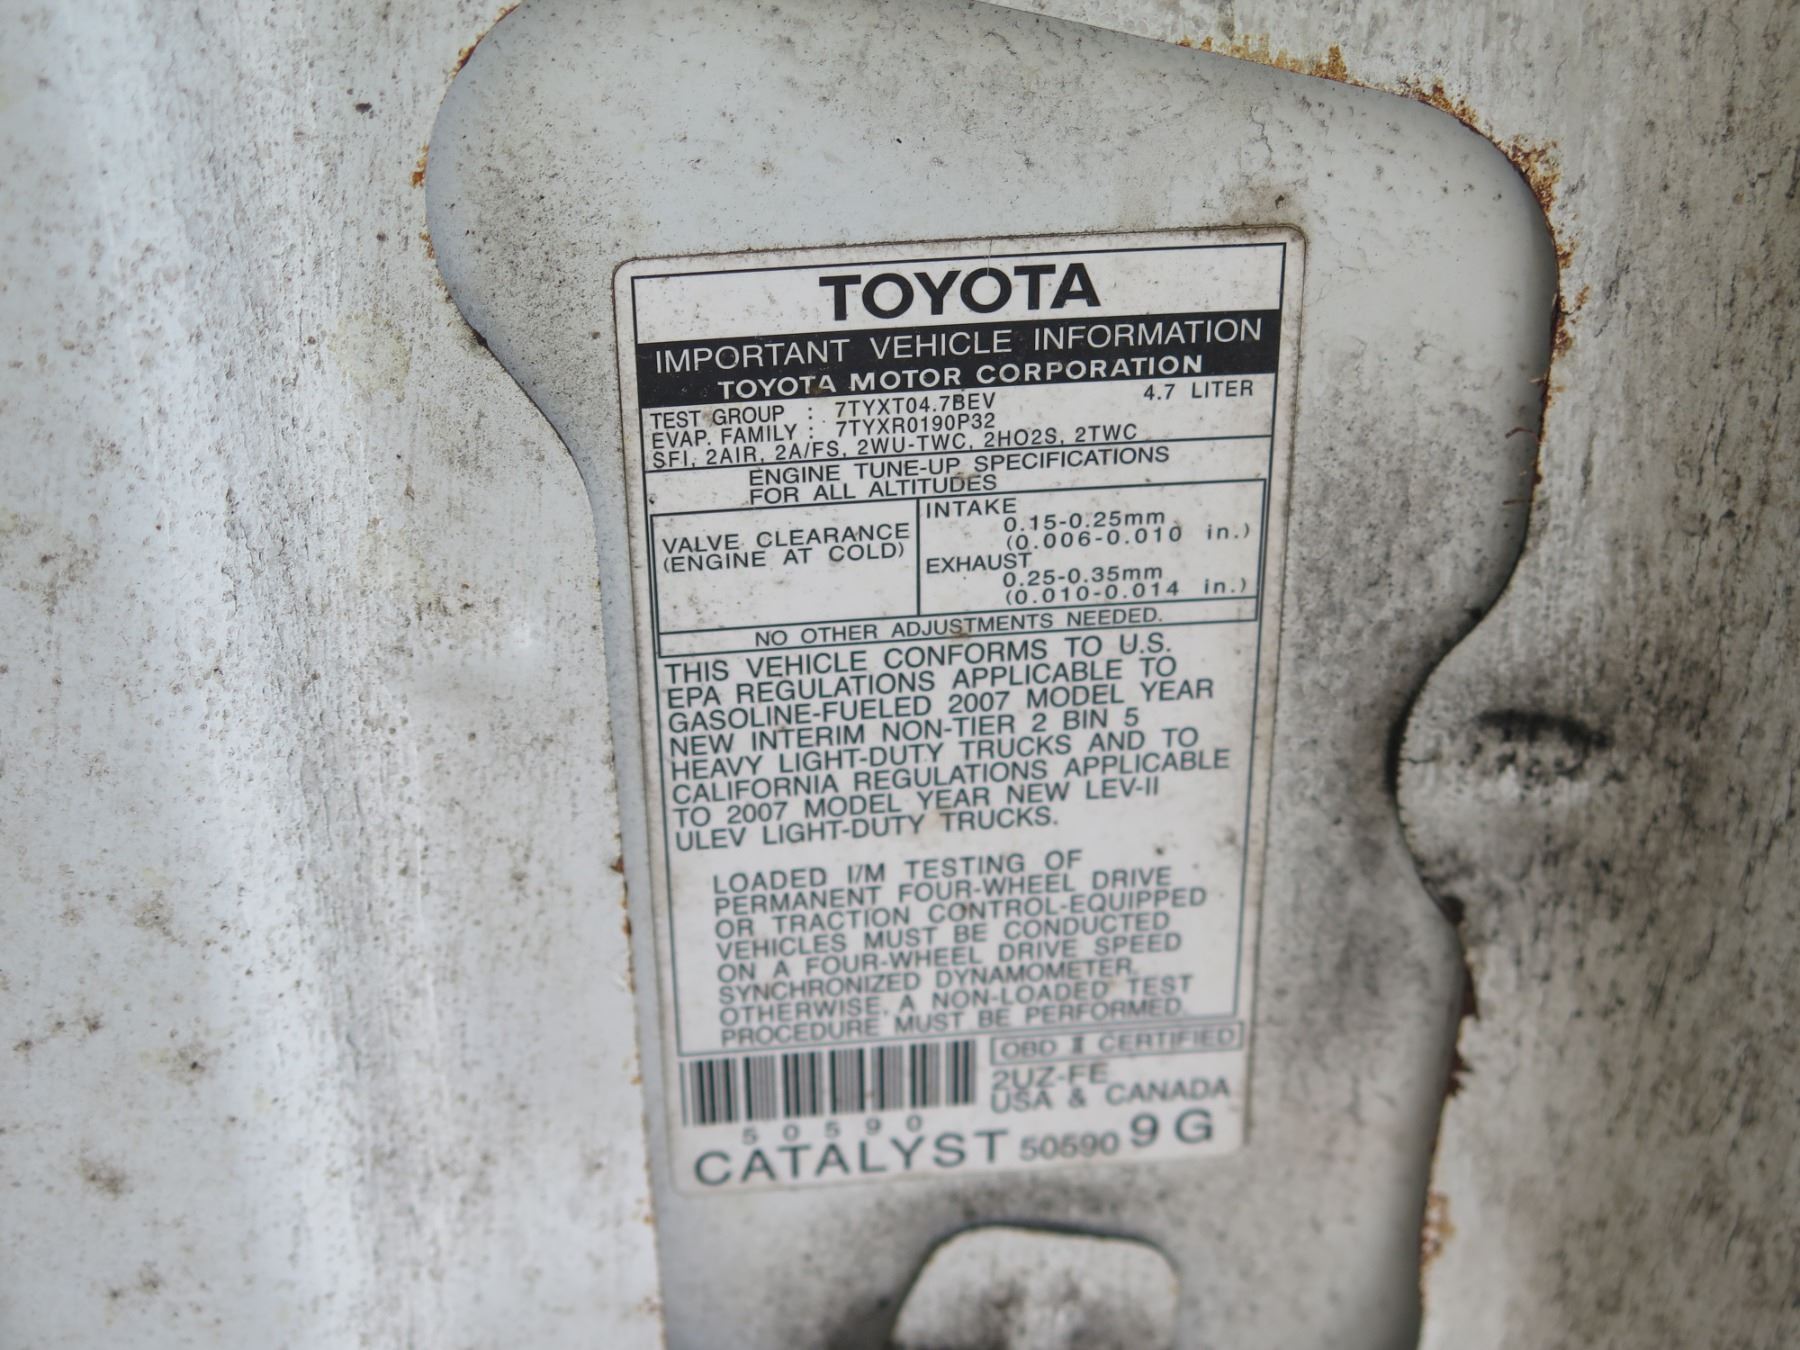 TOYOTA
IMPORTANT VEHICLE INFORMATION
TOYOTA MOTOR CORPORATION
TEST GROUP : 7TYXT04.7BEV 4.7 LITER
EVAP. FAMILY : 7TYXR0190P32
SFI, 2AIR, 2A/FS, 2WU-TWC, 2HO2S, 2TWC
ENGINE TUNE-UP SPECIFICATIONS
FOR ALL ALTITUDES
VALVE CLEARANCE
(ENGINE AT COLD)
INTAKE
0.15-0.25mm
(0.006-0.010 in.)
EXHAUST
0.25-0.35mm
(0.010-0.014 in.)
NO OTHER ADJUSTMENTS NEEDED.
THIS VEHICLE CONFORMS TO U.S.
EPA REGULATIONS APPLICABLE TO
GASOLINE-FUELED 2007 MODEL YEAR
NEW INTERIM NON-TIER 2 BIN 5
HEAVY LIGHT-DUTY TRUCKS AND TO
CALIFORNIA REGULATIONS APPLICABLE
TO 2007 MODEL YEAR NEW LEV-II
ULEV LIGHT-DUTY TRUCKS.
LOADED I/M TESTING OF
PERMANENT FOUR-WHEEL DRIVE
OR TRACTION CONTROL-EQUIPPED
VEHICLES MUST BE CONDUCTED
ON A FOUR-WHEEL DRIVE SPEED
SYNCHRONIZED DYNAMOMETER.
OTHERWISE, A NON-LOADED TEST
PROCEDURE MUST BE PERFORMED.
OBD II CERTIFIED
2UZ-FE
USA & CANADA
50590
CATALYST 50590 9G